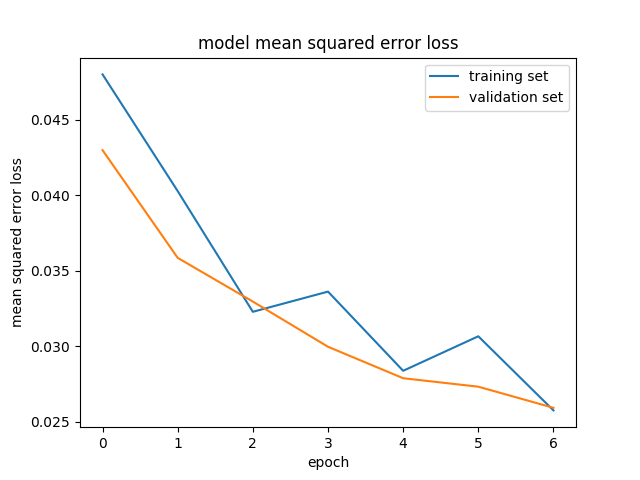 model mean squared error loss
training set
validation set
0.045
0.040
0.035
0.030
0.025
mean squared error loss
0 1 2 3 4 5 6
epoch